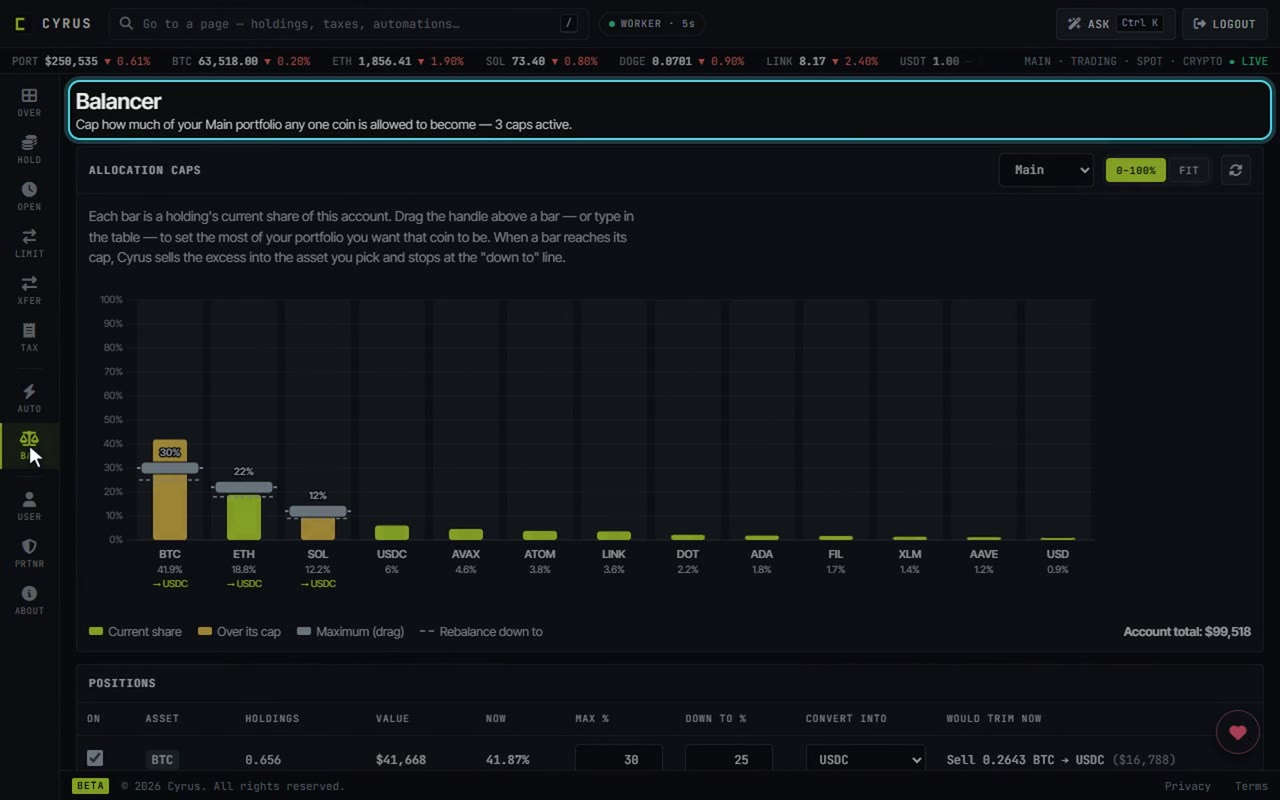 CYRUS
Go to a page — holdings, taxes, automations…
/
WORKER · 5s
ASK Ctrl K
LOGOUT
PORT $250,535 ▼ 0.61% BTC 63,518.00 ▼ 0.20% ETH 1,856.41 ▼ 1.90% SOL 73.40 ▼ 0.80% DOGE 0.0701 ▼ 0.90% LINK 8.17 ▼ 2.40% USDT 1.00 —
MAIN · TRADING · SPOT · CRYPTO • LIVE
OVER
HOLD
OPEN
LIMIT
XFER
TAX
AUTO
USER
PRTNR
ABOUT
Balancer
Cap how much of your Main portfolio any one coin is allowed to become — 3 caps active.
ALLOCATION CAPS
Main
0-100% FIT
Each bar is a holding's current share of this account. Drag the handle above a bar — or type in
the table — to set the most of your portfolio you want that coin to be. When a bar reaches its
cap, Cyrus sells the excess into the asset you pick and stops at the "down to" line.
100%
90%
80%
70%
60%
50%
40%
30%
20%
10%
0%
30%
22%
12%
BTC ETH SOL USDC AVAX ATOM LINK DOT ADA FIL XLM AAVE USD
41.9% 18.8% 12.2% 6% 4.6% 3.8% 3.6% 2.2% 1.8% 1.7% 1.4% 1.2% 0.9%
→ USDC → USDC → USDC
Current share Over its cap Maximum (drag) Rebalance down to
Account total: $99,518
POSITIONS
ON ASSET HOLDINGS VALUE NOW MAX % DOWN TO % CONVERT INTO WOULD TRIM NOW
BTC 0.656 $41,668 41.87% 30 25 USDC Sell 0.2643 BTC → USDC ($16,788)
BETA © 2026 Cyrus. All rights reserved.
Privacy Terms